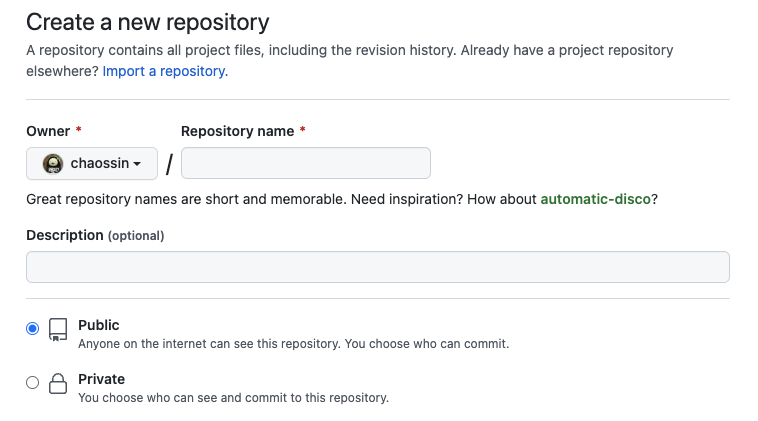 Create a new repository
A repository contains all project files, including the revision history. Already have a project repository
elsewhere? Import a repository.
Owner * Repository name *
chaossin /
Great repository names are short and memorable. Need inspiration? How about automatic-disco?
Description (optional)
Public
Anyone on the internet can see this repository. You choose who can commit.
Private
You choose who can see and commit to this repository.